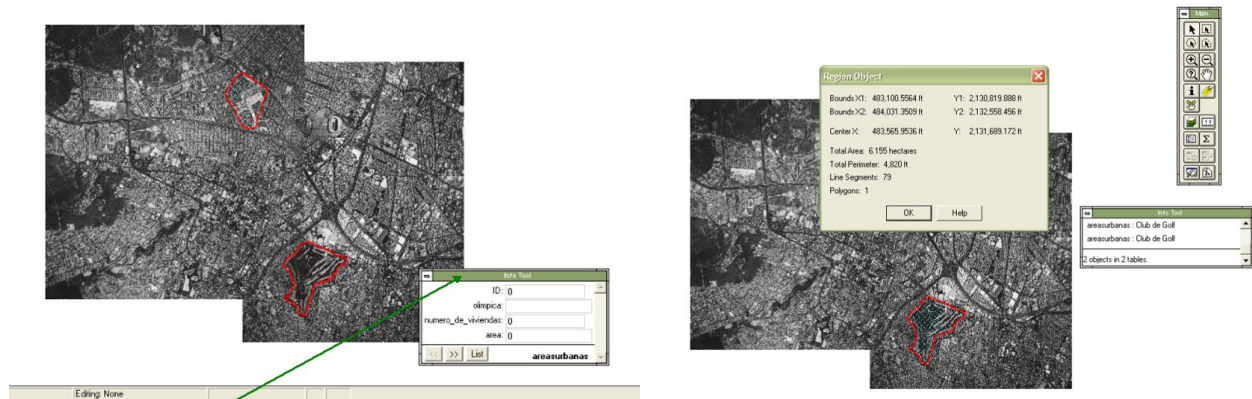 Info Tool
ID: 0
olimpica:
numero_de_viviendas: 0
area: 0
<< >> List areasurbanas
Editing: None
Region Object
Bounds X1: 483,100.5564 ft Y1: 2,130,819.888 ft
Bounds X2: 484,031.3509 ft Y2: 2,132,558.456 ft
Center X: 483,565.9536 ft Y: 2,131,689.172 ft
Total Area: 6.155 hectares
Total Perimeter: 4,820 ft
Line Segments: 79
Polygons: 1
OK Help
Main
Info Tool
areasurbanas : Club de Golf
areasurbanas : Club de Golf
2 objects in 2 tables.